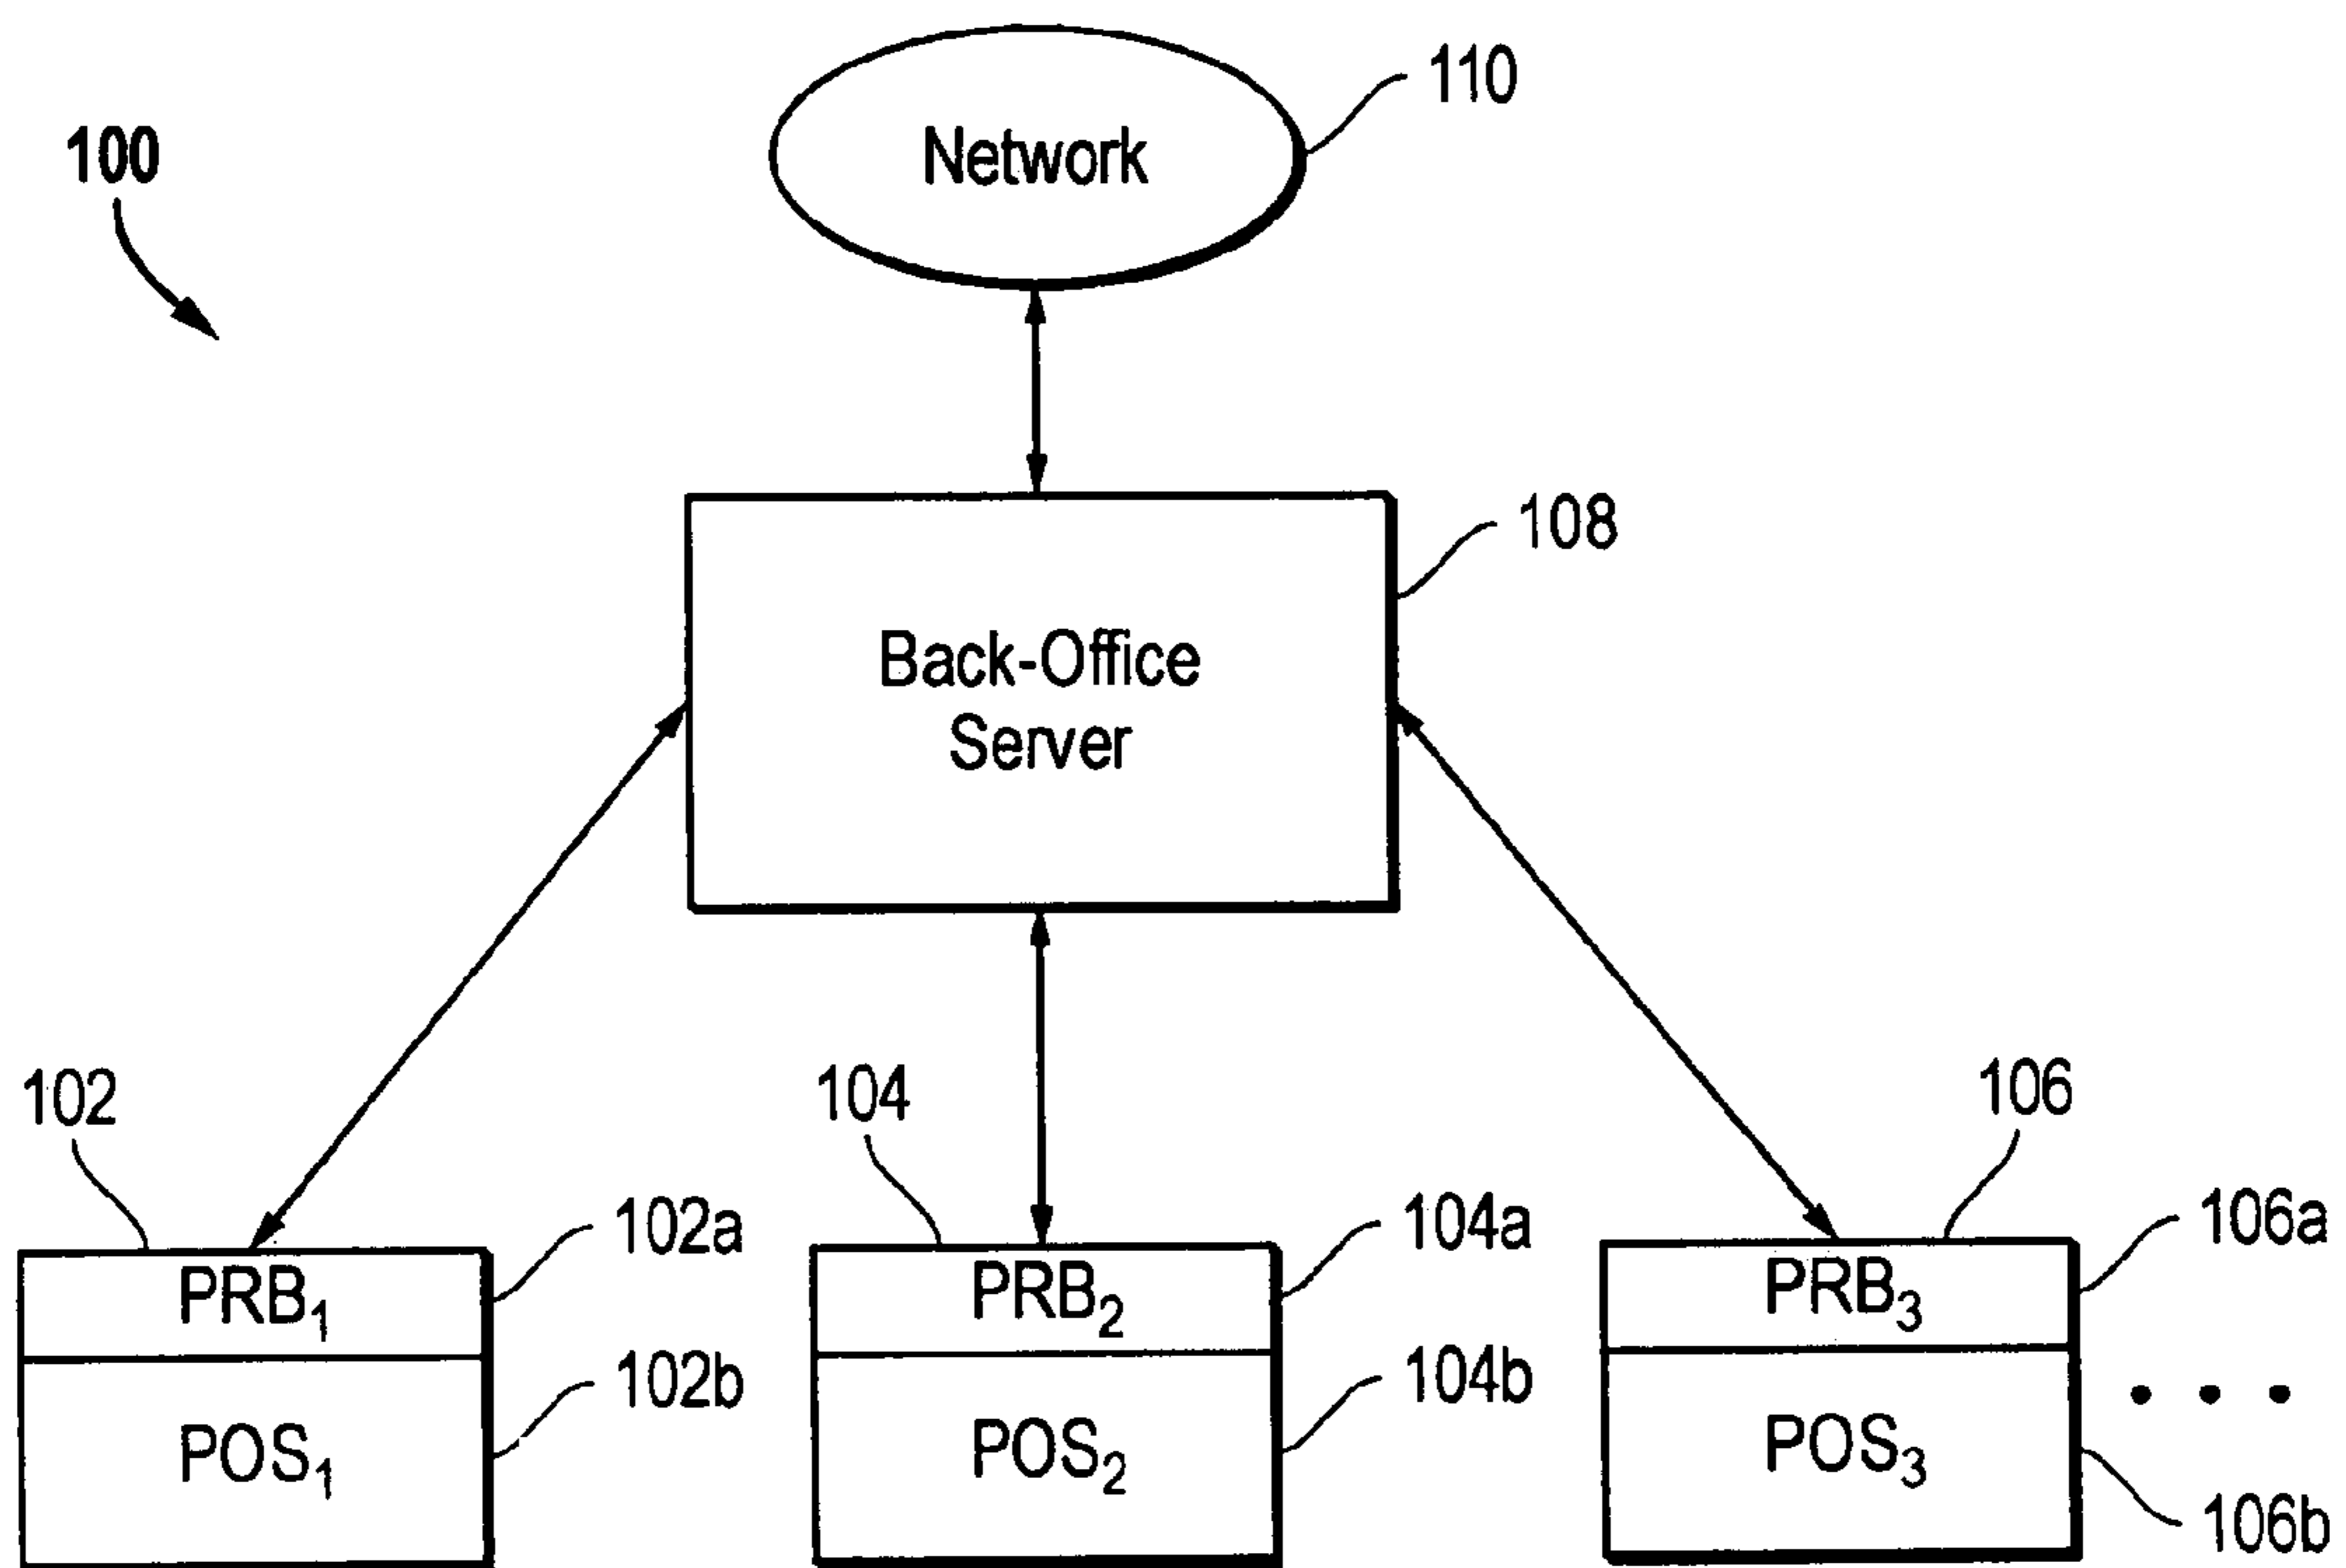 110
Network
100
108
Back-Office
Server
102
104
106
102a
104a
106a
PRB₁
PRB₂
PRB₃
102b
104b
POS₁
POS₂
POS₃
• • •
106b